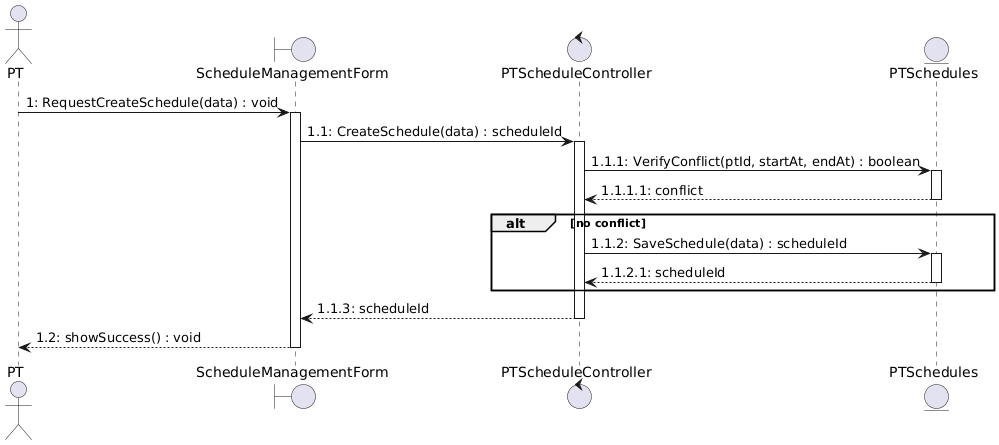 PT
ScheduleManagementForm
PTScheduleController
PTSchedules
1: RequestCreateSchedule(data) : void
1.1: CreateSchedule(data) : scheduleId
1.1.1: VerifyConflict(ptId, startAt, endAt) : boolean
1.1.1.1: conflict
alt
[no conflict]
1.1.2: SaveSchedule(data) : scheduleId
1.1.2.1: scheduleId
1.1.3: scheduleId
1.2: showSuccess() : void
PT
ScheduleManagementForm
PTScheduleController
PTSchedules